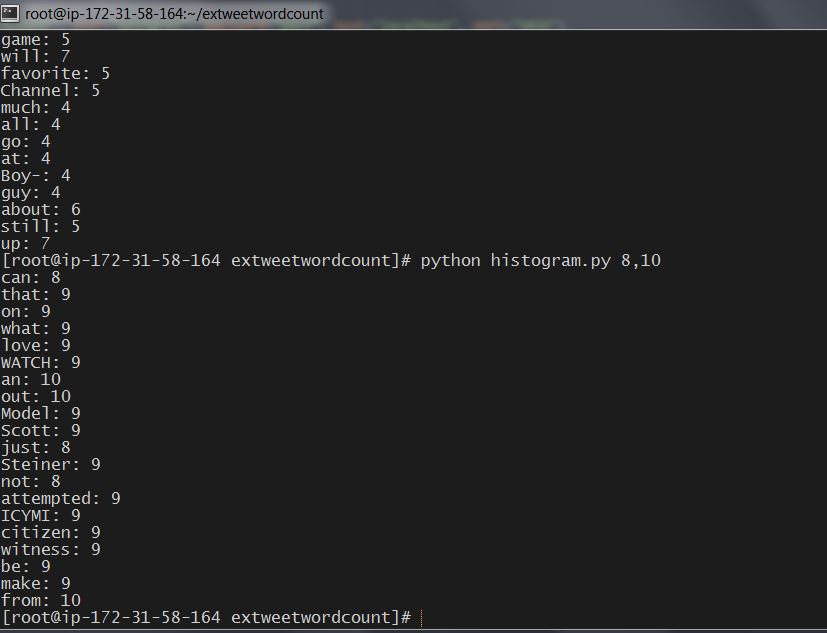 root@ip-172-31-58-164:~/extweetwordcount
game: 5
will: 7
favorite: 5
Channel: 5
much: 4
all: 4
go: 4
at: 4
Boy-: 4
guy: 4
about: 6
still: 5
up: 7
[root@ip-172-31-58-164 extweetwordcount]# python histogram.py 8,10
can: 8
that: 9
on: 9
what: 9
love: 9
WATCH: 9
an: 10
out: 10
Model: 9
Scott: 9
just: 8
Steiner: 9
not: 8
attempted: 9
ICYMI: 9
citizen: 9
witness: 9
be: 9
make: 9
from: 10
[root@ip-172-31-58-164 extweetwordcount]#